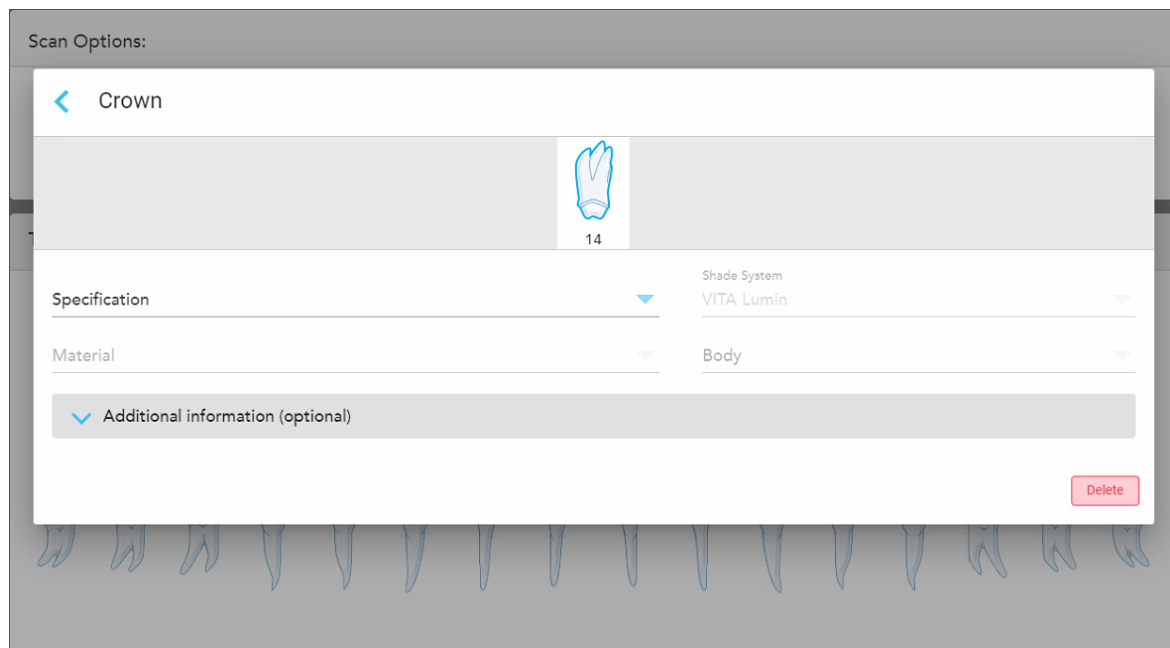 Scan Options:
Crown
14
Specification
Shade System
VITA Lumin
Material
Body
Additional information (optional)
Delete